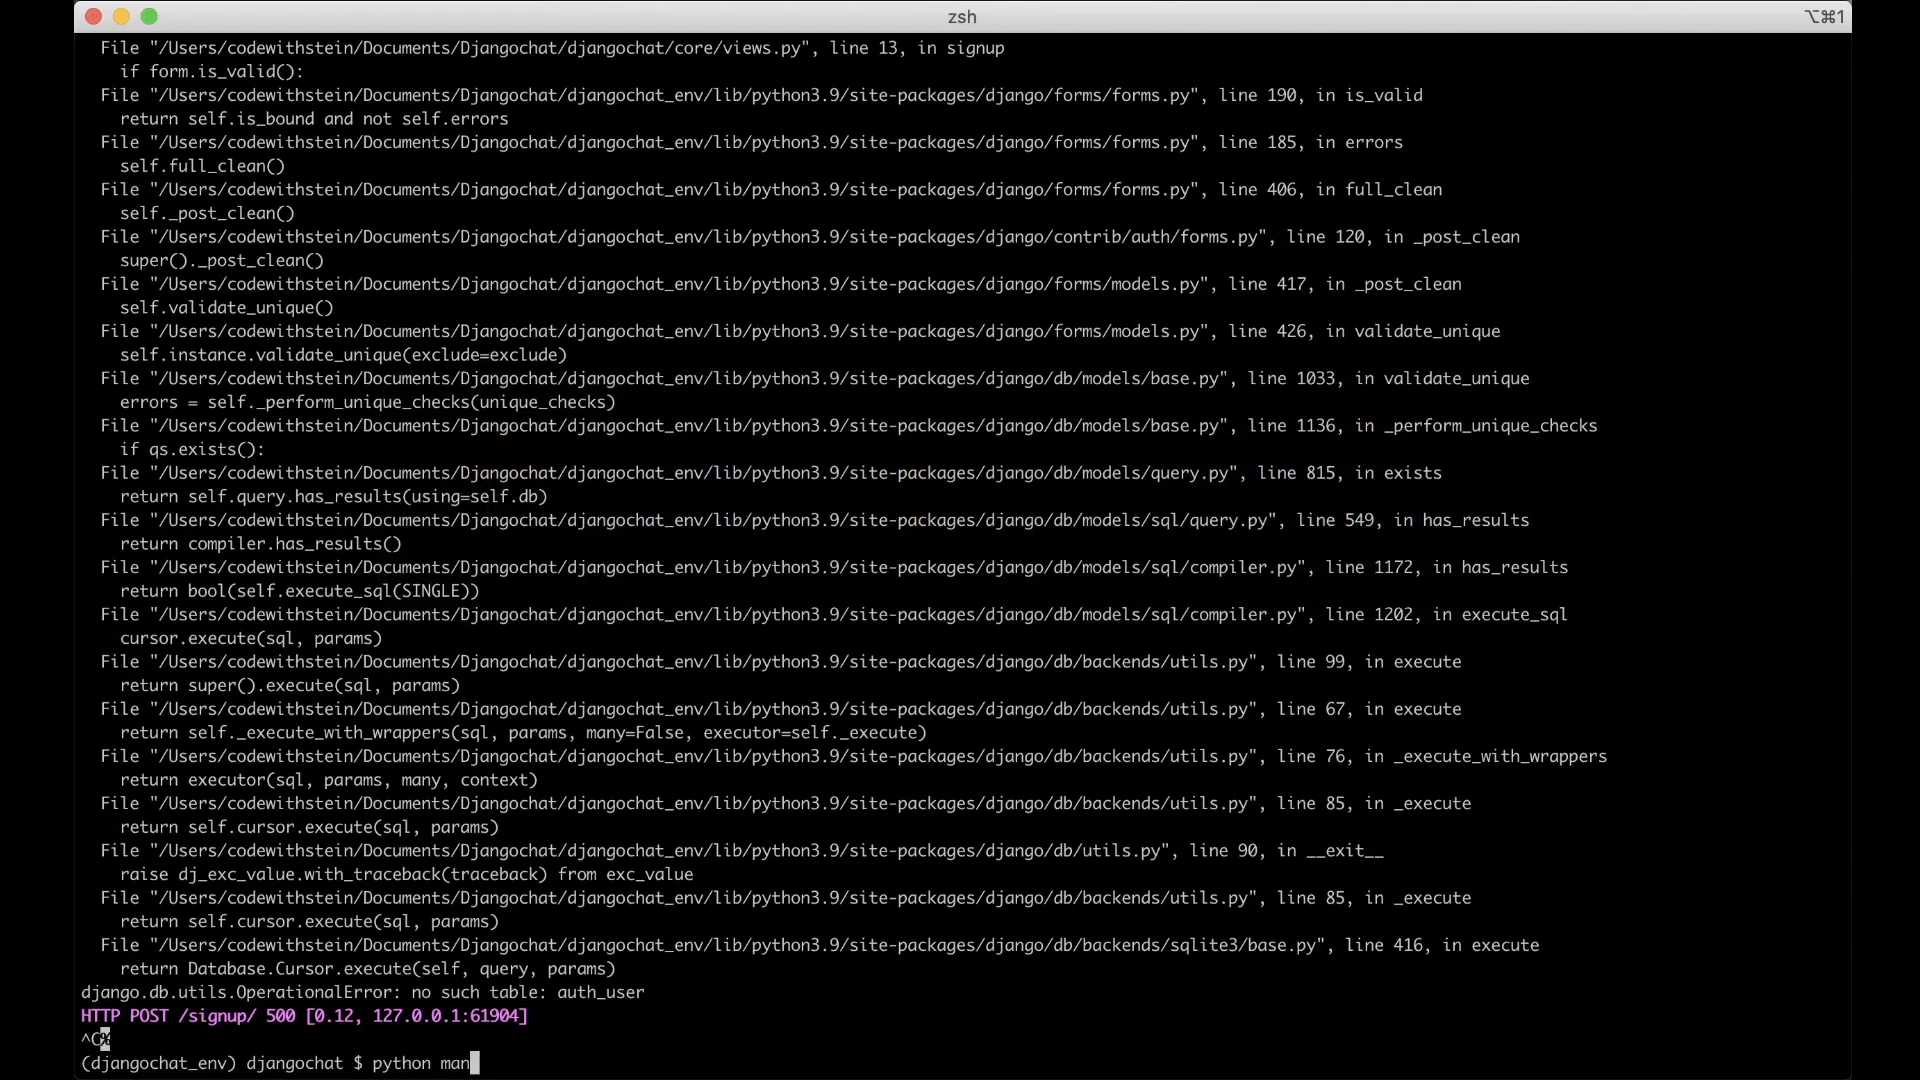 zsh
⌥⌘1
File "/Users/codewithstein/Documents/Djangochat/djangochat/core/views.py", line 13, in signup
if form.is_valid():
File "/Users/codewithstein/Documents/Djangochat/djangochat_env/lib/python3.9/site-packages/django/forms/forms.py", line 190, in is_valid
return self.is_bound and not self.errors
File "/Users/codewithstein/Documents/Djangochat/djangochat_env/lib/python3.9/site-packages/django/forms/forms.py", line 185, in errors
self.full_clean()
File "/Users/codewithstein/Documents/Djangochat/djangochat_env/lib/python3.9/site-packages/django/forms/forms.py", line 406, in full_clean
self._post_clean()
File "/Users/codewithstein/Documents/Djangochat/djangochat_env/lib/python3.9/site-packages/django/contrib/auth/forms.py", line 120, in _post_clean
super()._post_clean()
File "/Users/codewithstein/Documents/Djangochat/djangochat_env/lib/python3.9/site-packages/django/forms/models.py", line 417, in _post_clean
self.validate_unique()
File "/Users/codewithstein/Documents/Djangochat/djangochat_env/lib/python3.9/site-packages/django/forms/models.py", line 426, in validate_unique
self.instance.validate_unique(exclude=exclude)
File "/Users/codewithstein/Documents/Djangochat/djangochat_env/lib/python3.9/site-packages/django/db/models/base.py", line 1033, in validate_unique
errors = self._perform_unique_checks(unique_checks)
File "/Users/codewithstein/Documents/Djangochat/djangochat_env/lib/python3.9/site-packages/django/db/models/base.py", line 1136, in _perform_unique_checks
if qs.exists():
File "/Users/codewithstein/Documents/Djangochat/djangochat_env/lib/python3.9/site-packages/django/db/models/query.py", line 815, in exists
return self.query.has_results(using=self.db)
File "/Users/codewithstein/Documents/Djangochat/djangochat_env/lib/python3.9/site-packages/django/db/models/sql/query.py", line 549, in has_results
return compiler.has_results()
File "/Users/codewithstein/Documents/Djangochat/djangochat_env/lib/python3.9/site-packages/django/db/models/sql/compiler.py", line 1172, in has_results
return bool(self.execute_sql(SINGLE))
File "/Users/codewithstein/Documents/Djangochat/djangochat_env/lib/python3.9/site-packages/django/db/models/sql/compiler.py", line 1202, in execute_sql
cursor.execute(sql, params)
File "/Users/codewithstein/Documents/Djangochat/djangochat_env/lib/python3.9/site-packages/django/db/backends/utils.py", line 99, in execute
return super().execute(sql, params)
File "/Users/codewithstein/Documents/Djangochat/djangochat_env/lib/python3.9/site-packages/django/db/backends/utils.py", line 67, in execute
return self._execute_with_wrappers(sql, params, many=False, executor=self._execute)
File "/Users/codewithstein/Documents/Djangochat/djangochat_env/lib/python3.9/site-packages/django/db/backends/utils.py", line 76, in _execute_with_wrappers
return executor(sql, params, many, context)
File "/Users/codewithstein/Documents/Djangochat/djangochat_env/lib/python3.9/site-packages/django/db/backends/utils.py", line 85, in _execute
return self.cursor.execute(sql, params)
File "/Users/codewithstein/Documents/Djangochat/djangochat_env/lib/python3.9/site-packages/django/db/utils.py", line 90, in __exit__
raise dj_exc_value.with_traceback(traceback) from exc_value
File "/Users/codewithstein/Documents/Djangochat/djangochat_env/lib/python3.9/site-packages/django/db/backends/utils.py", line 85, in _execute
return self.cursor.execute(sql, params)
File "/Users/codewithstein/Documents/Djangochat/djangochat_env/lib/python3.9/site-packages/django/db/backends/sqlite3/base.py", line 416, in execute
return Database.Cursor.execute(self, query, params)
django.db.utils.OperationalError: no such table: auth_user
HTTP POST /signup/ 500 [0.12, 127.0.0.1:61904]
^C%
(djangochat_env) djangochat $ python man